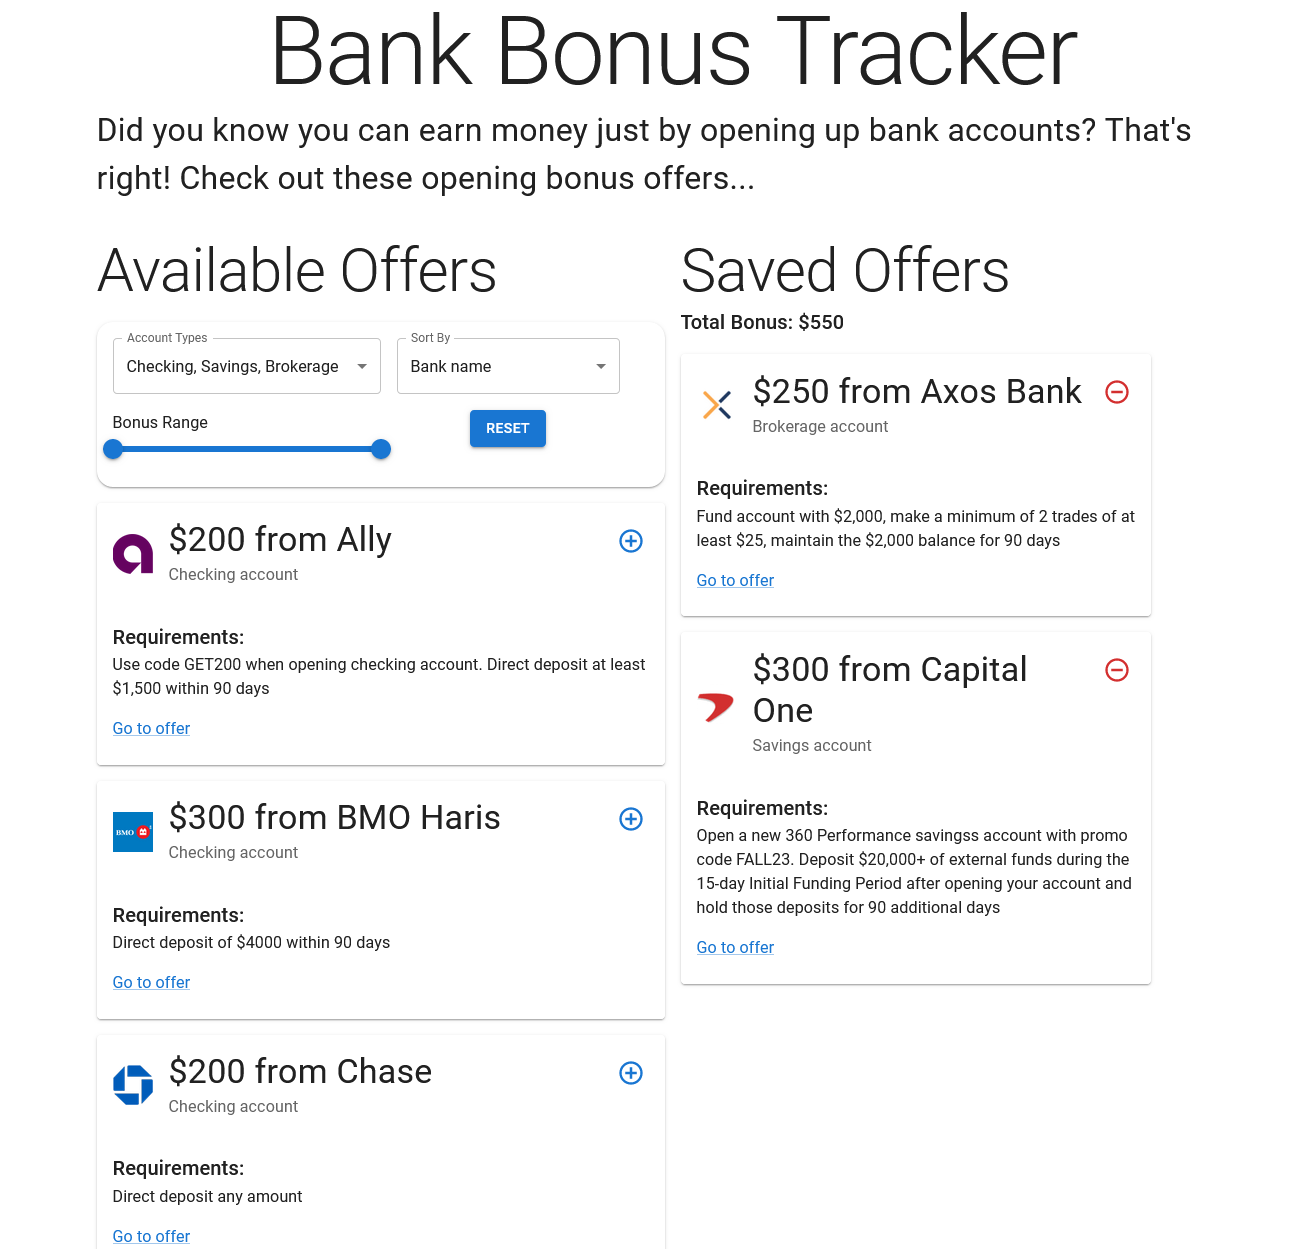 Bank Bonus Tracker
Did you know you can earn money just by opening up bank accounts? That's
right! Check out these opening bonus offers...
Available Offers
Account Types
Checking, Savings, Brokerage
Sort By
Bank name
Bonus Range
RESET
$200 from Ally
Checking account
Requirements:
Use code GET200 when opening checking account. Direct deposit at least
$1,500 within 90 days
Go to offer
BMO
$300 from BMO Haris
Checking account
Requirements:
Direct deposit of $4000 within 90 days
Go to offer
$200 from Chase
Checking account
Requirements:
Direct deposit any amount
Go to offer
Saved Offers
Total Bonus: $550
$250 from Axos Bank
Brokerage account
Requirements:
Fund account with $2,000, make a minimum of 2 trades of at
least $25, maintain the $2,000 balance for 90 days
Go to offer
$300 from Capital
One
Savings account
Requirements:
Open a new 360 Performance savingss account with promo
code FALL23. Deposit $20,000+ of external funds during the
15-day Initial Funding Period after opening your account and
hold those deposits for 90 additional days
Go to offer